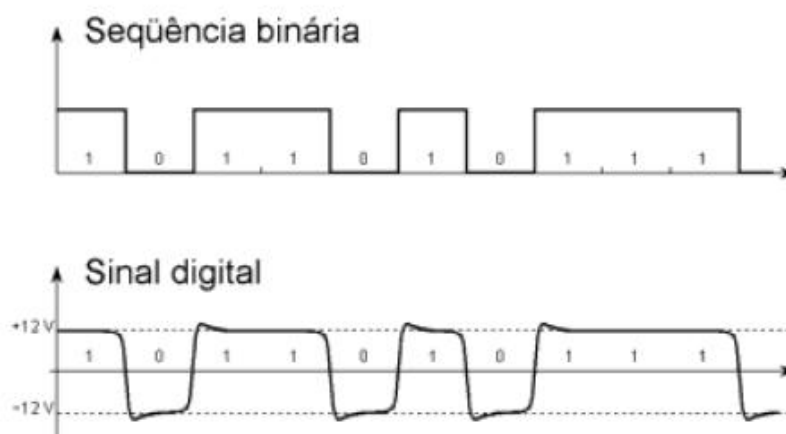 Seqüência binária
1 0 1 1 0 1 0 1 1 1
Sinal digital
+12 V
1 0 1 1 0 1 0 1 1 1
−12 V